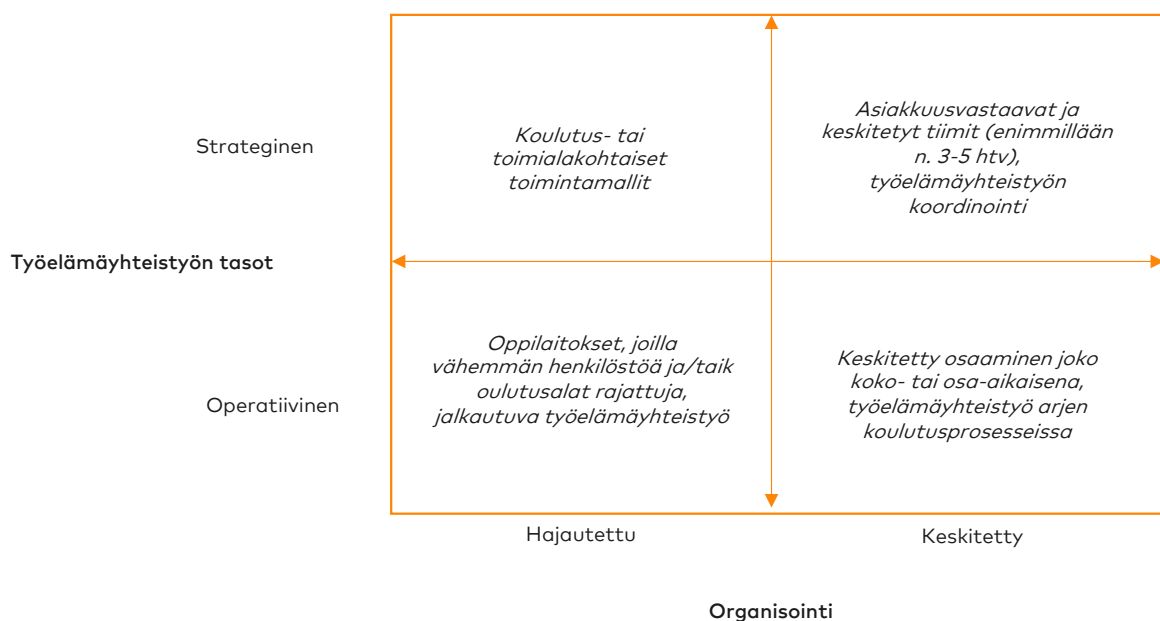 Strateginen
Koulutus- tai
toimialakohtaiset
toimintamallit
Asiakkuusvastaavat ja
keskitetyt tiimit (enimmillään
n. 3-5 htv),
työelämäyhteistyön
koordinointi
Työelämäyhteistyön tasot
Operatiivinen
Oppilaitokset, joilla
vähemmän henkilöstöä ja/taik
oulutusalat rajattuja,
jalkautuva työelämäyhteistyö
Keskitetty osaaminen joko
koko- tai osa-aikaisena,
työelämäyhteistyö arjen
koulutusprosesseissa
Hajautettu
Keskitetty
Organisointi